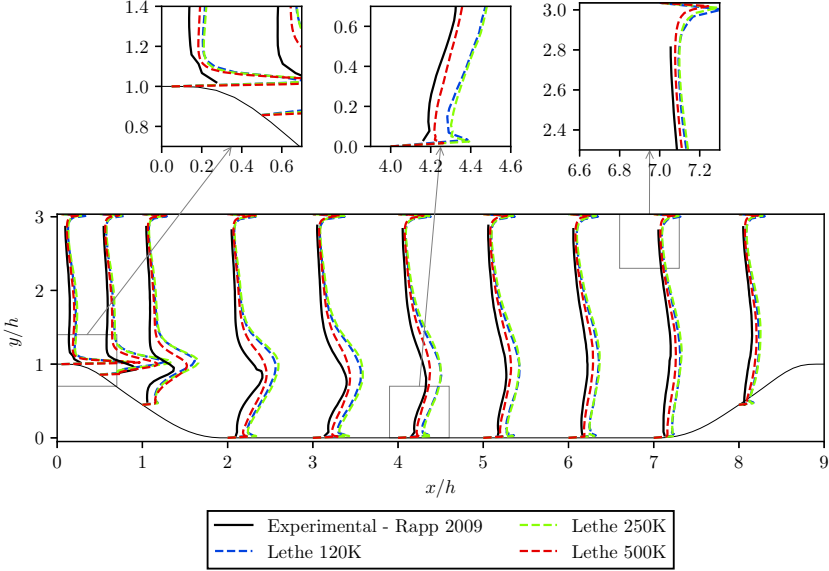 1.4
1.2
1.0
0.8
0.0 0.2 0.4 0.6
0.6
0.4
0.2
0.0
4.0 4.2 4.4 4.6
3.0
2.8
2.6
2.4
6.6 6.8 7.0 7.2
3
2
1
0
y/h
0 1 2 3 4 5 6 7 8 9
x/h
Experimental - Rapp 2009
Lethe 120K
Lethe 250K
Lethe 500K